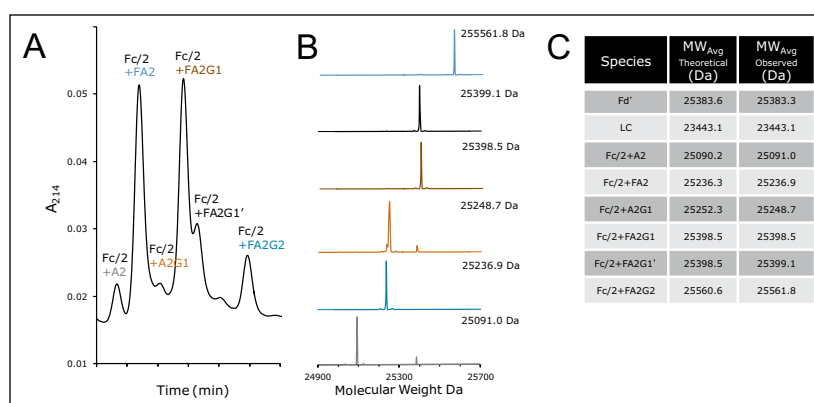 A
Fc/2
+FA2
Fc/2
+FA2G1
Fc/2
+FA2G1’
Fc/2
+A2
Fc/2
+A2G1
Fc/2
+FA2G2
0.05
0.04
0.03
0.02
0.01
A214
Time (min)
B
255561.8 Da
25399.1 Da
25398.5 Da
25248.7 Da
25236.9 Da
25091.0 Da
24900 25300 25700
Molecular Weight Da
C
Species MWAvg Theoretical (Da) MWAvg Observed (Da)
Fd’ 25383.6 25383.3
LC 23443.1 23443.1
Fc/2+A2 25090.2 25091.0
Fc/2+FA2 25236.3 25236.9
Fc/2+A2G1 25252.3 25248.7
Fc/2+FA2G1 25398.5 25398.5
Fc/2+FA2G1’ 25398.5 25399.1
Fc/2+FA2G2 25560.6 25561.8